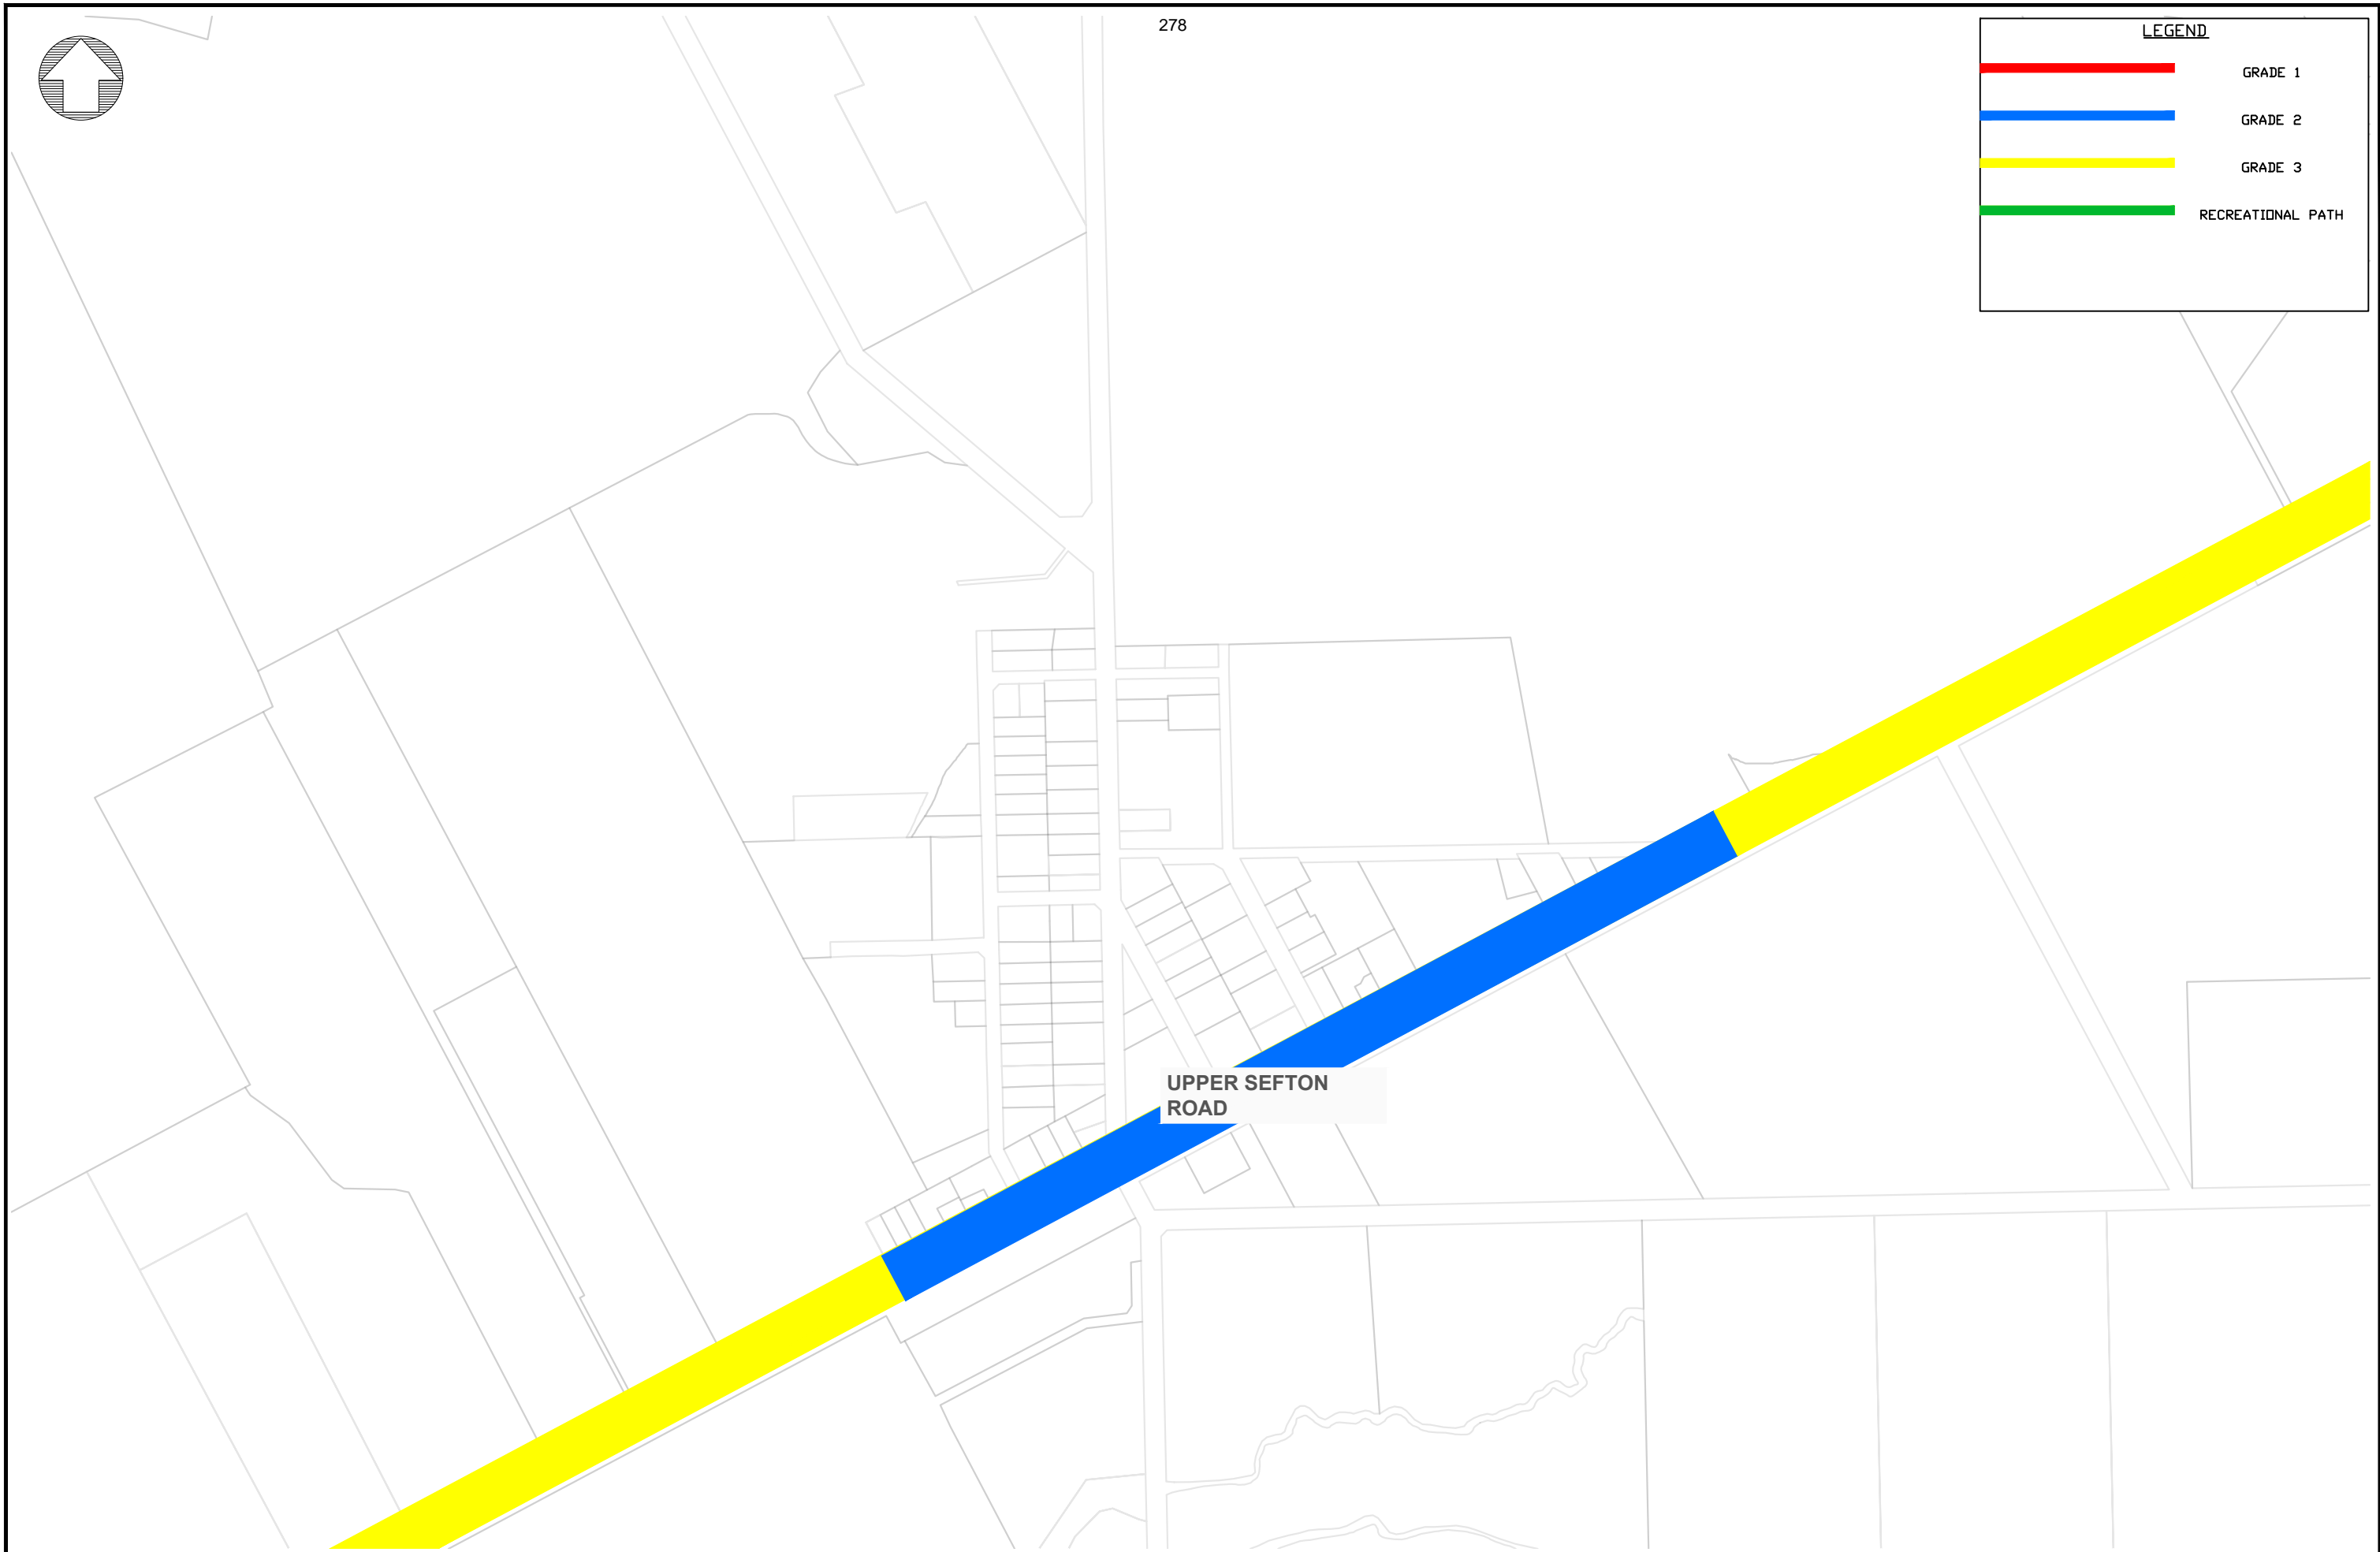 278
LEGEND
GRADE 1
GRADE 2
GRADE 3
RECREATIONAL PATH
UPPER SEFTON
ROAD